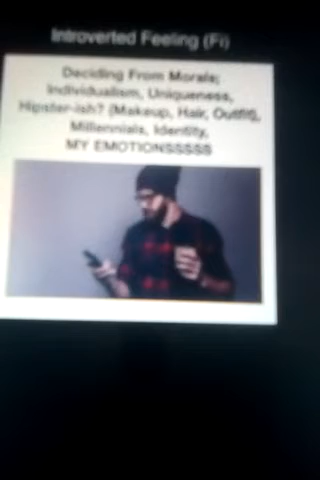 Introverted Feeling (Fi)
Deciding From Morals;
Individualism, Uniqueness,
Hipster-ish? (Makeup, Hair, Outfit),
Millennials, Identity,
MY EMOTIONSSSSS